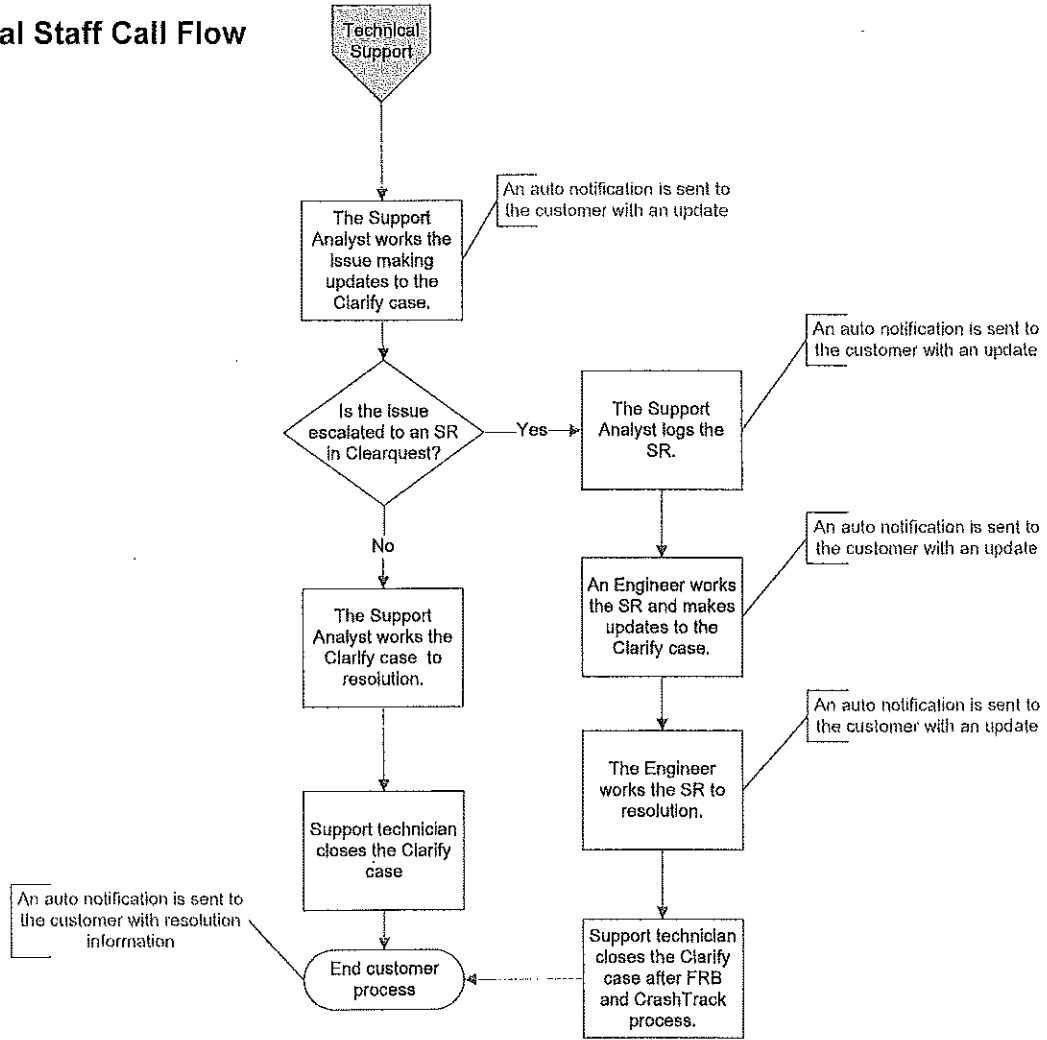 al Staff Call Flow
Technical
Support
An auto notification is sent to
the customer with an update
The Support
Analyst works the
issue making
updates to the
Clarify case.
An auto notification is sent to
the customer with an update
Is the issue
escalated to an SR
in Clearquest?
Yes
The Support
Analyst logs the
SR.
An auto notification is sent to
the customer with an update
No
An Engineer works
the SR and makes
updates to the
Clarify case.
The Support
Analyst works the
Clarify case to
resolution.
An auto notification is sent to
the customer with an update
The Engineer
works the SR to
resolution.
Support technician
closes the Clarify
case
An auto notification is sent to
the customer with resolution
information
End customer
process
Support technician
closes the Clarify
case after FRB
and CrashTrack
process.